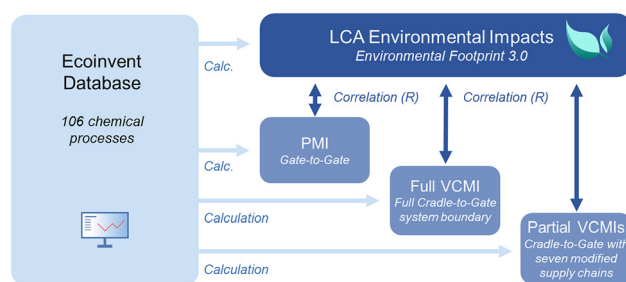 Ecoinvent
Database
106 chemical
processes
Calc.
LCA Environmental Impacts
Environmental Footprint 3.0
Correlation (R)
Correlation (R)
Calc.
PMI
Gate-to-Gate
Calculation
Full VCMI
Full Cradle-to-Gate
system boundary
Calculation
Partial VCMIs
Cradle-to-Gate with
seven modified
supply chains